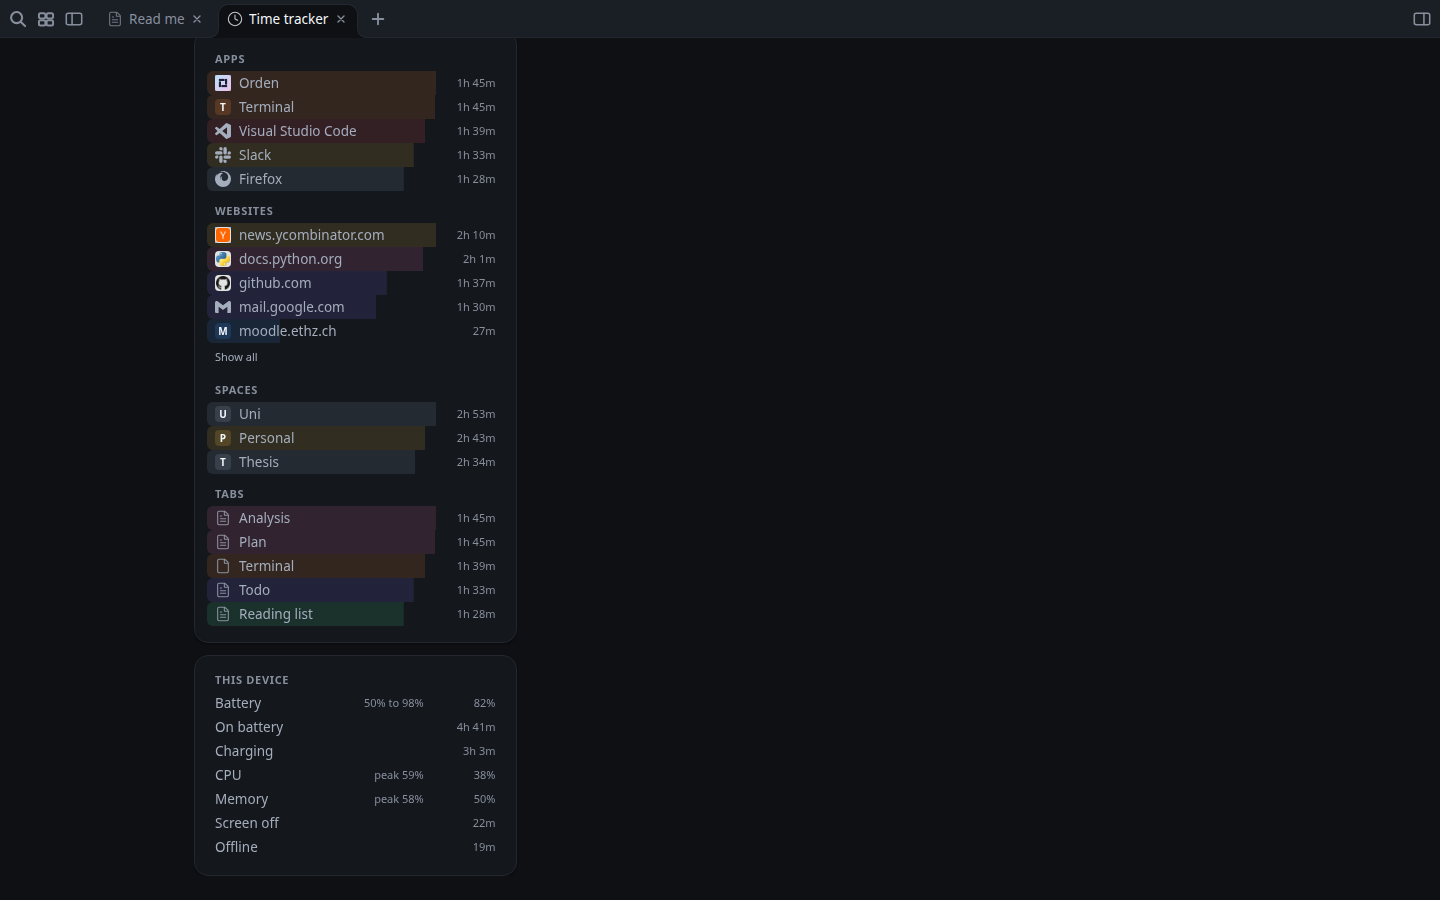 Read me
Time tracker
APPS
Orden 1h 45m
T Terminal 1h 45m
Visual Studio Code 1h 39m
Slack 1h 33m
Firefox 1h 28m
WEBSITES
Y news.ycombinator.com 2h 10m
docs.python.org 2h 1m
github.com 1h 37m
mail.google.com 1h 30m
M moodle.ethz.ch 27m
Show all
SPACES
U Uni 2h 53m
P Personal 2h 43m
T Thesis 2h 34m
TABS
Analysis 1h 45m
Plan 1h 45m
Terminal 1h 39m
Todo 1h 33m
Reading list 1h 28m
THIS DEVICE
Battery 50% to 98% 82%
On battery 4h 41m
Charging 3h 3m
CPU peak 59% 38%
Memory peak 58% 50%
Screen off 22m
Offline 19m